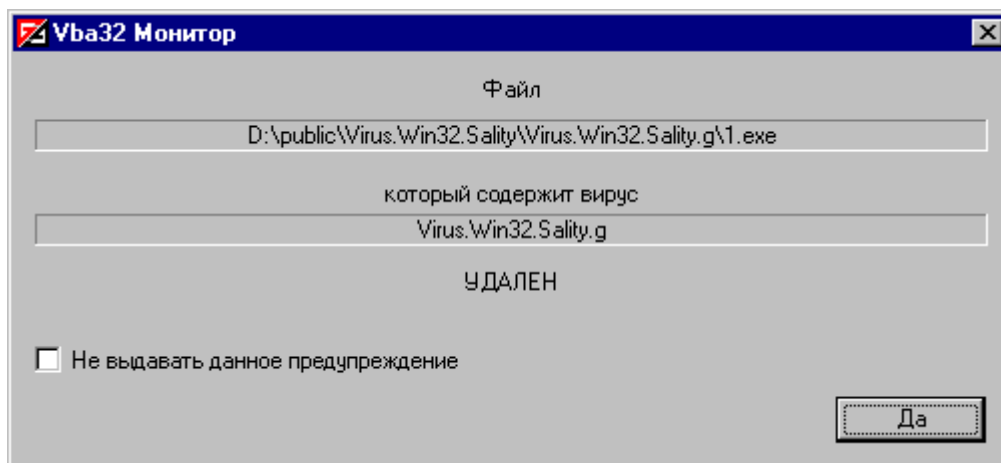 Vba32 Монитор
Файл
D:\public\Virus.Win32.Sality\Virus.Win32.Sality.g\1.exe
который содержит вирус
Virus.Win32.Sality.g
УДАЛЕН
Не выдавать данное предупреждение
Да